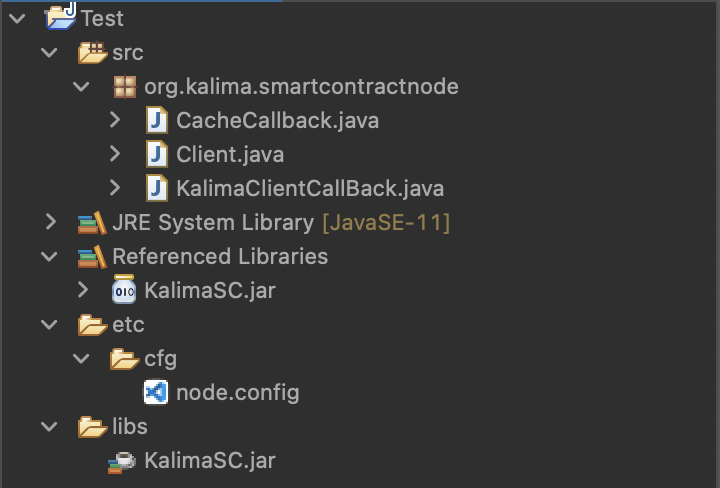 Test
src
org.kalima.smartcontractnode
CacheCallback.java
Client.java
KalimaClientCallBack.java
JRE System Library [JavaSE-11]
Referenced Libraries
KalimaSC.jar
etc
cfg
node.config
libs
KalimaSC.jar